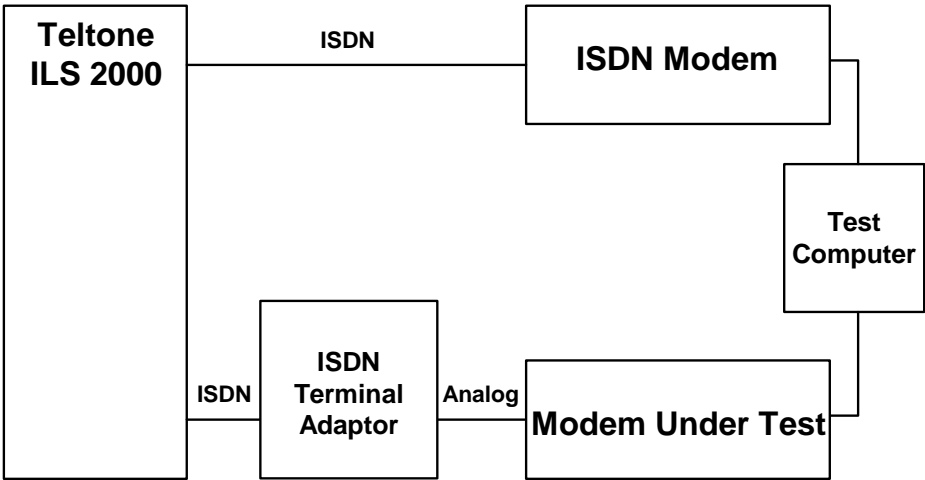 Teltone
ILS 2000
ISDN
ISDN Modem
Test
Computer
ISDN
ISDN
Terminal
Adaptor
Analog
Modem Under Test